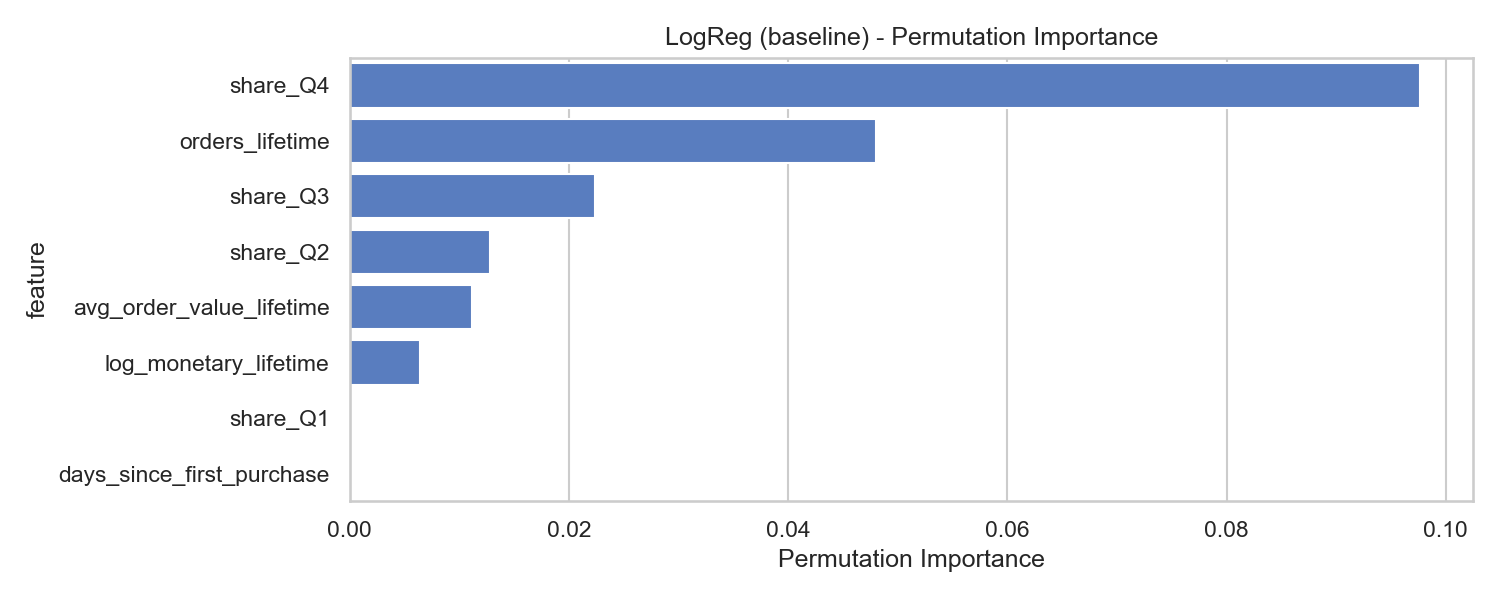 LogReg (baseline) - Permutation Importance
share_Q4
orders_lifetime
share_Q3
share_Q2
avg_order_value_lifetime
log_monetary_lifetime
share_Q1
days_since_first_purchase
feature
0.00 0.02 0.04 0.06 0.08 0.10
Permutation Importance